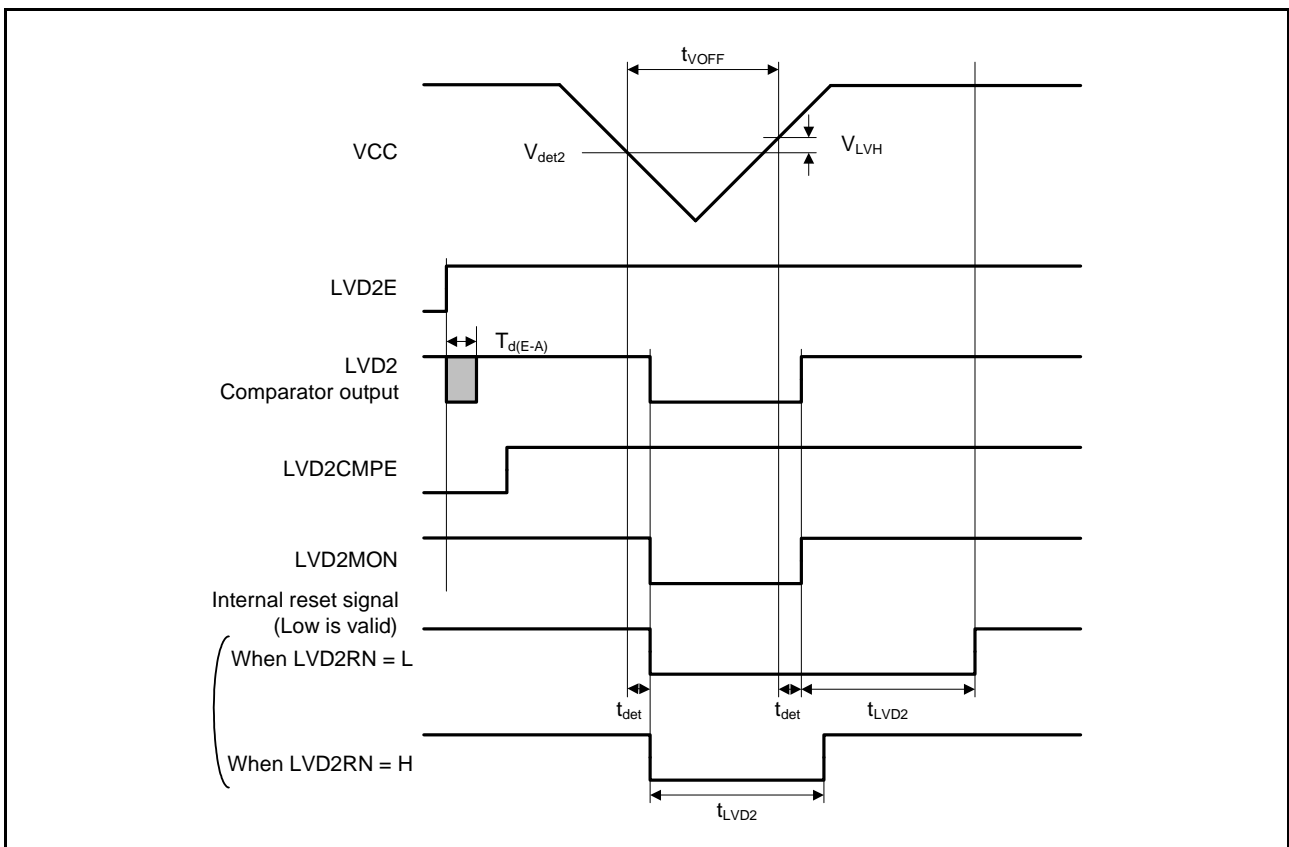 tVOFF
VCC
Vdet2
VLVH
LVD2E
Td(E-A)
LVD2
Comparator output
LVD2CMPE
LVD2MON
Internal reset signal
(Low is valid)
When LVD2RN = L
tdet
tdet
tLVD2
When LVD2RN = H
tLVD2